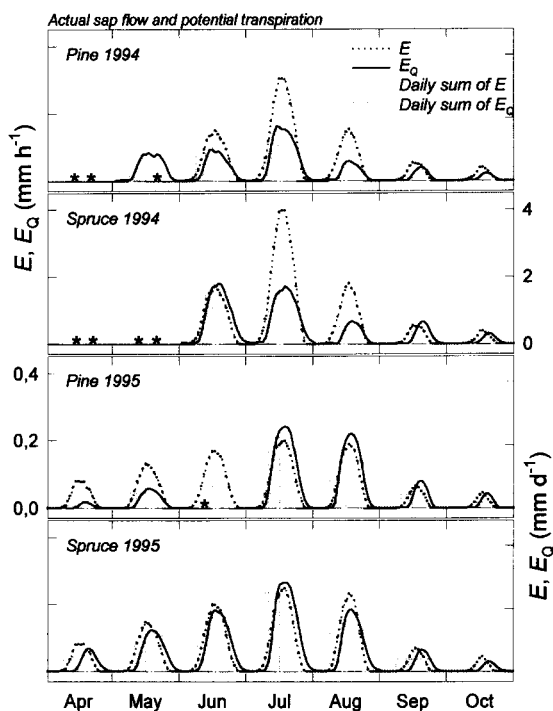 Actual sap flow and potential transpiration
Pine 1994
E
E_Q
Daily sum of E
Daily sum of E_Q
* * *
Spruce 1994
4
2
0
* * * *
E, E_Q (mm h⁻¹)
Pine 1995
0,4
0,2
0,0
*
E, E_Q (mm d⁻¹)
Spruce 1995
Apr May Jun Jul Aug Sep Oct